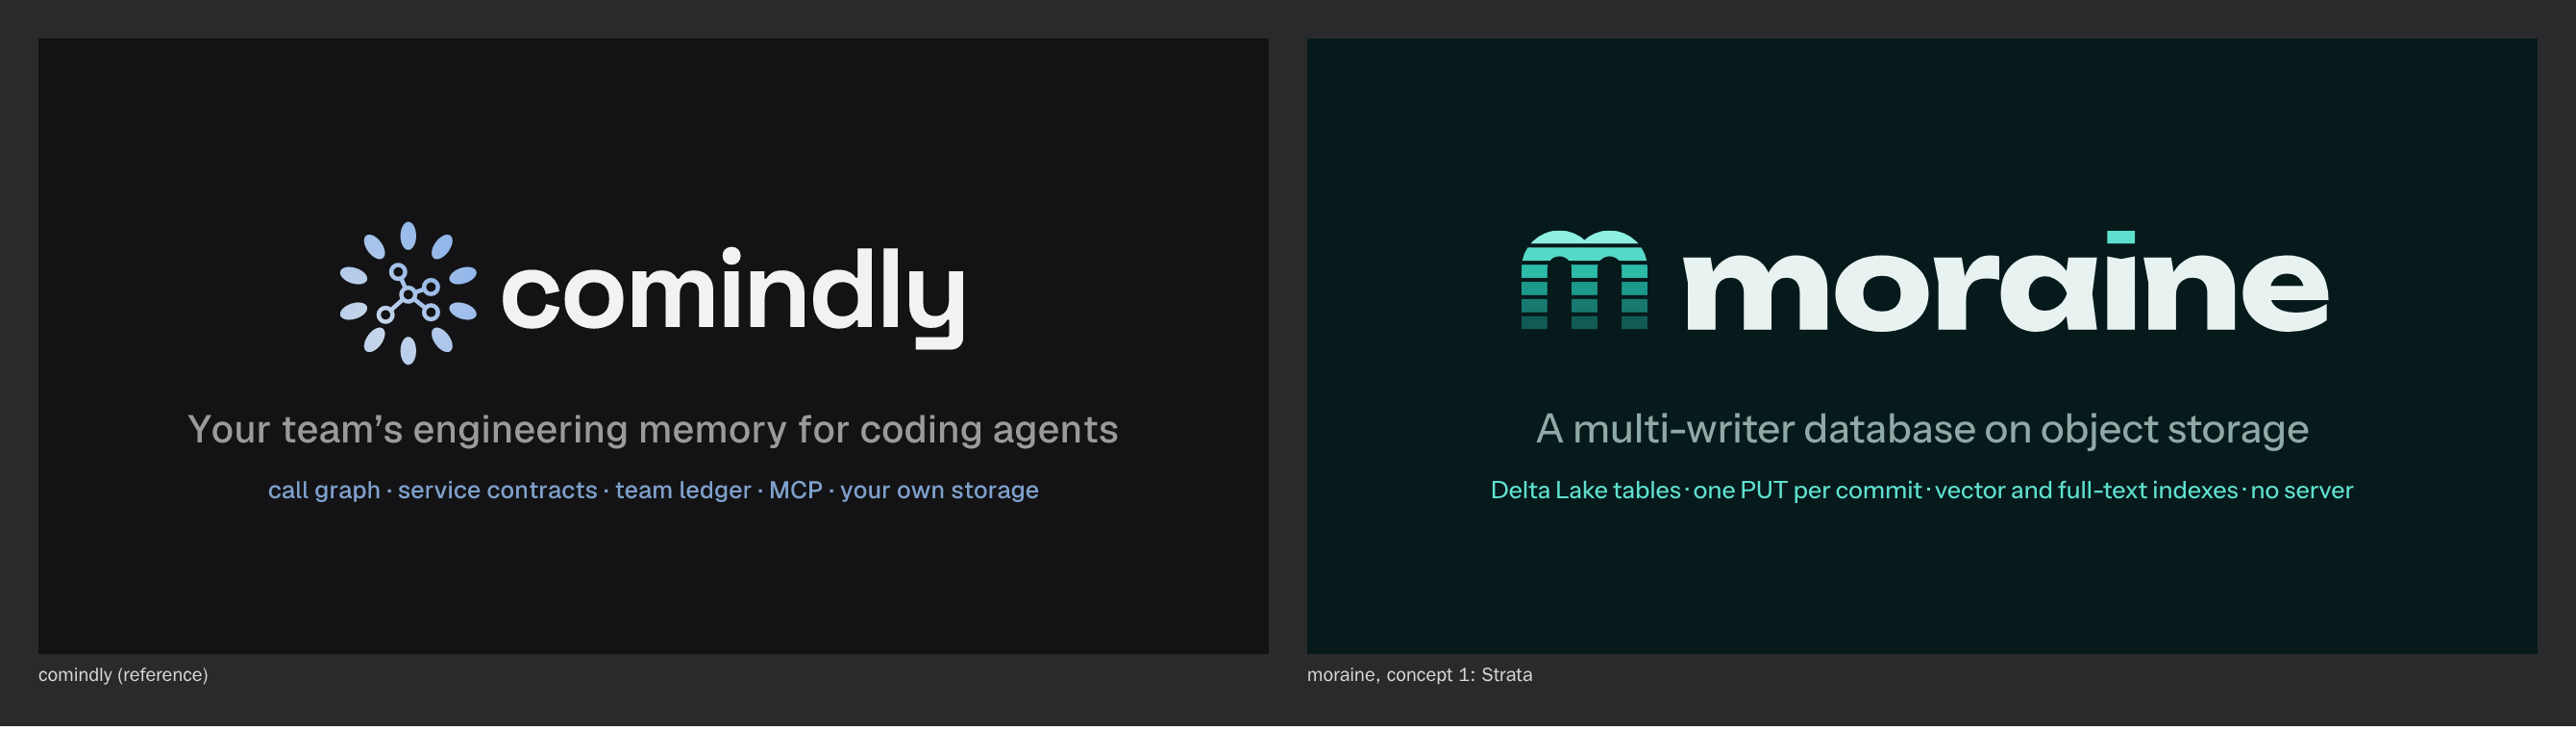 comindly
Your team’s engineering memory for coding agents
call graph · service contracts · team ledger · MCP · your own storage
comindly (reference)
m moraine
A multi-writer database on object storage
Delta Lake tables · one PUT per commit · vector and full-text indexes · no server
moraine, concept 1: Strata